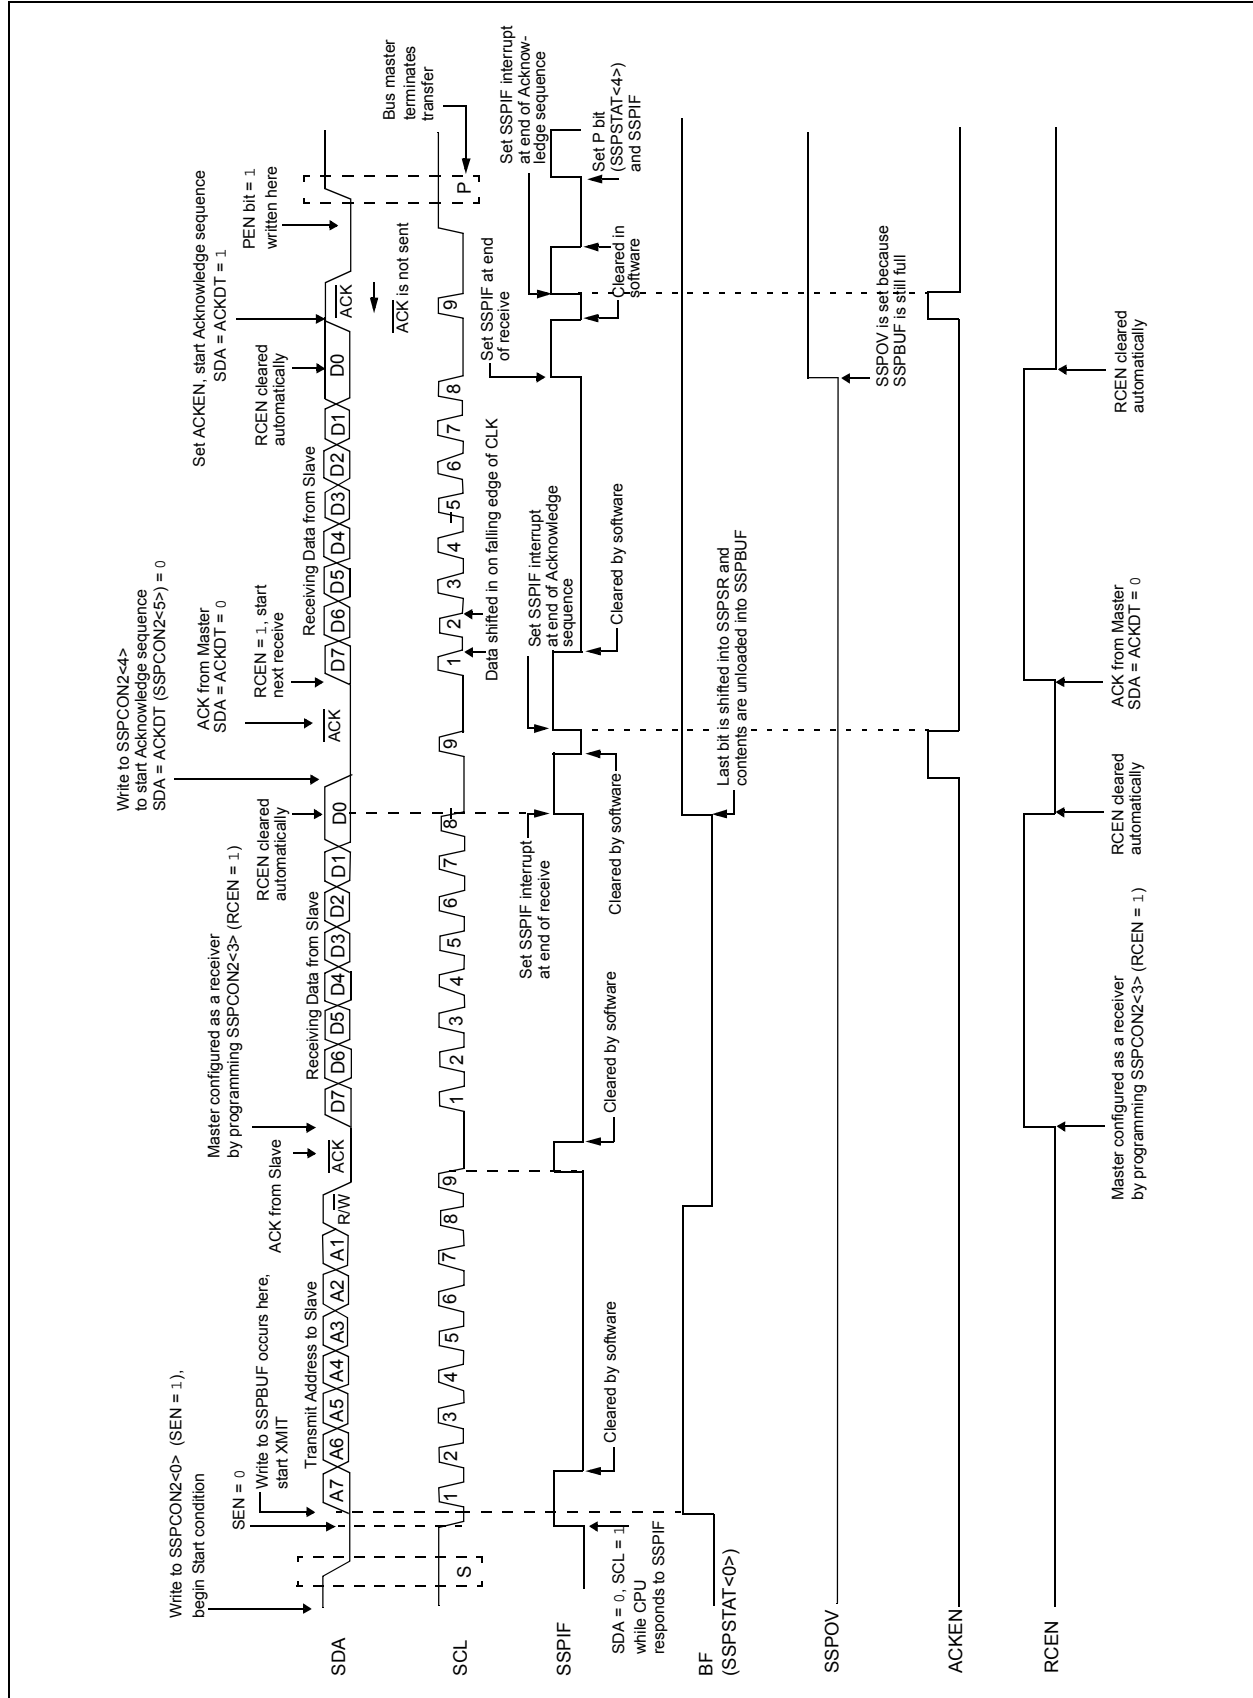 Write to SSPCON2<0> (SEN = 1),
begin Start condition
SEN = 0
Write to SSPBUF occurs here,
start XMIT
ACK from Slave
Master configured as a receiver
by programming SSPCON2<3> (RCEN = 1)
RCEN cleared
automatically
Write to SSPCON2<4>
to start Acknowledge sequence
SDA = ACKDT (SSPCON2<5>) = 0
ACK from Master
SDA = ACKDT = 0
RCEN = 1, start
next receive
RCEN cleared
automatically
Set ACKEN, start Acknowledge sequence
SDA = ACKDT = 1
PEN bit = 1
written here
Transmit Address to Slave
Receiving Data from Slave
Receiving Data from Slave
SDA
A7 A6 A5 A4 A3 A2 A1 R/W ACK D7 D6 D5 D4 D3 D2 D1 D0 ACK D7 D6 D5 D4 D3 D2 D1 D0 ACK
ACK is not sent
Bus master
terminates
transfer
SCL
S 1 2 3 4 5 6 7 8 9 1 2 3 4 5 6 7 8 9 1 2 3 4 5 6 7 8 9 P
Data shifted in on falling edge of CLK
Set SSPIF interrupt
at end of receive
Set SSPIF interrupt
at end of Acknowledge
sequence
Set SSPIF at end
of receive
Set SSPIF interrupt
at end of Acknow-
ledge sequence
SSPIF
SDA = 0, SCL = 1
while CPU
responds to SSPIF
Cleared by software
Cleared by software
Cleared by software
Cleared by software
Cleared in
software
Set P bit
(SSPSTAT<4>)
and SSPIF
BF
(SSPSTAT<0>)
Last bit is shifted into SSPSR and
contents are unloaded into SSPBUF
SSPOV
SSPOV is set because
SSPBUF is still full
ACKEN
RCEN
Master configured as a receiver
by programming SSPCON2<3> (RCEN = 1)
RCEN cleared
automatically
ACK from Master
SDA = ACKDT = 0
RCEN cleared
automatically